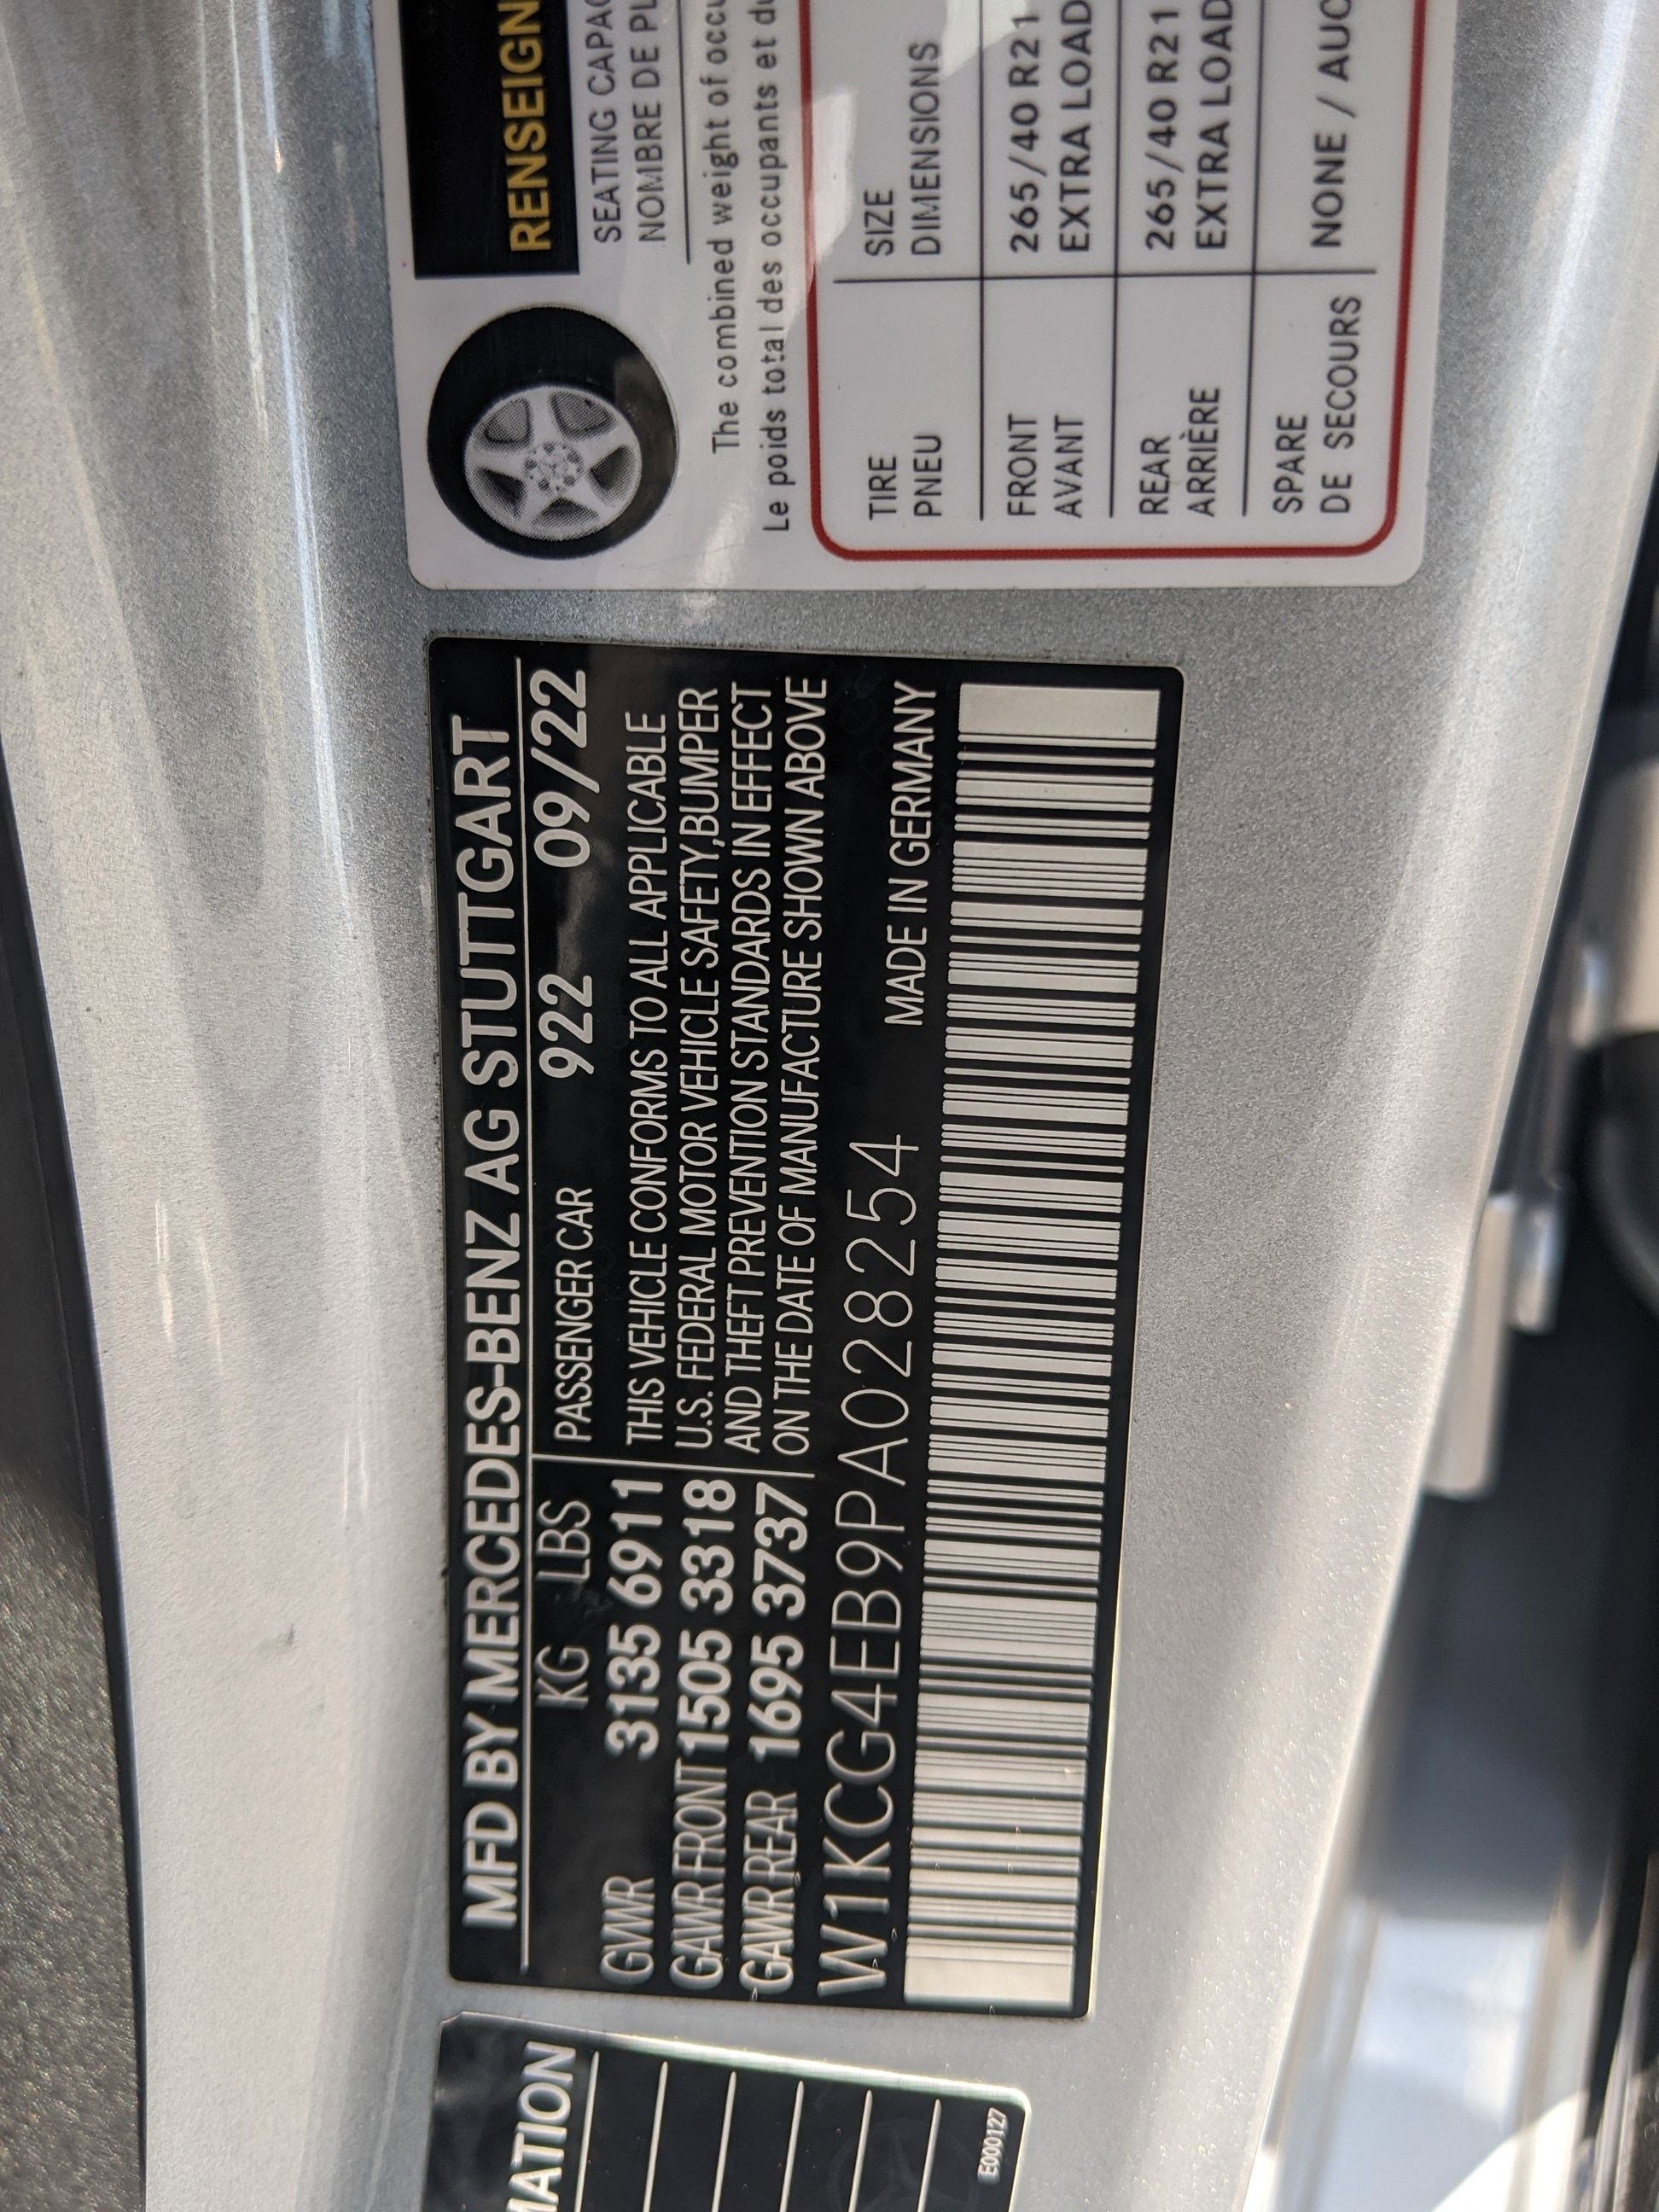 MATION
E000127
MFD BY MERCEDES-BENZ AG STUTTGART
KG LBS PASSENGER CAR 922 09/22
GVWR 3135 6911 THIS VEHICLE CONFORMS TO ALL APPLICABLE
GAWR FRONT 1505 3318 U.S. FEDERAL MOTOR VEHICLE SAFETY,BUMPER
GAWR REAR 1695 3737 AND THEFT PREVENTION STANDARDS IN EFFECT
ON THE DATE OF MANUFACTURE SHOWN ABOVE
W1KCG4EB9PA028254 MADE IN GERMANY
RENSEIGN
SEATING CAPAC
NOMBRE DE PL
The combined weight of occu
Le poids total des occupants et du
TIRE SIZE
PNEU DIMENSIONS
FRONT 265/40 R21
AVANT EXTRA LOAD
REAR 265/40 R21
ARRIÈRE EXTRA LOAD
SPARE NONE / AUC
DE SECOURS